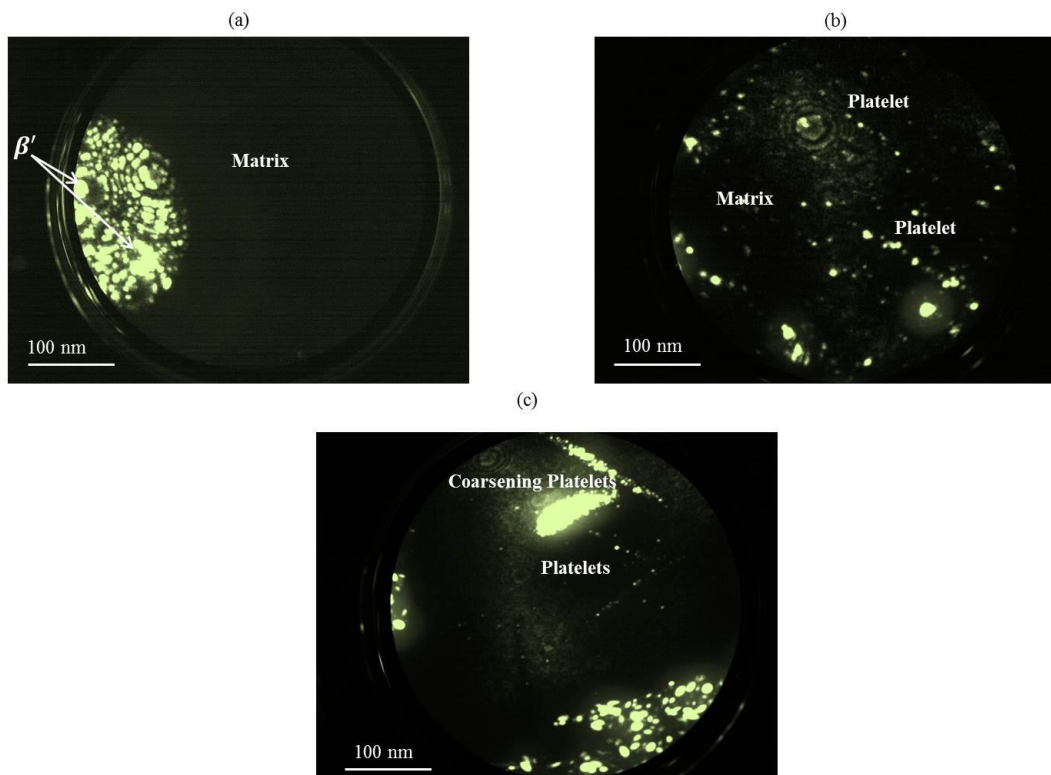 (a)
(b)
β′
Matrix
100 nm
Platelet
Matrix
Platelet
100 nm
(c)
Coarsening Platelets
Platelets
100 nm